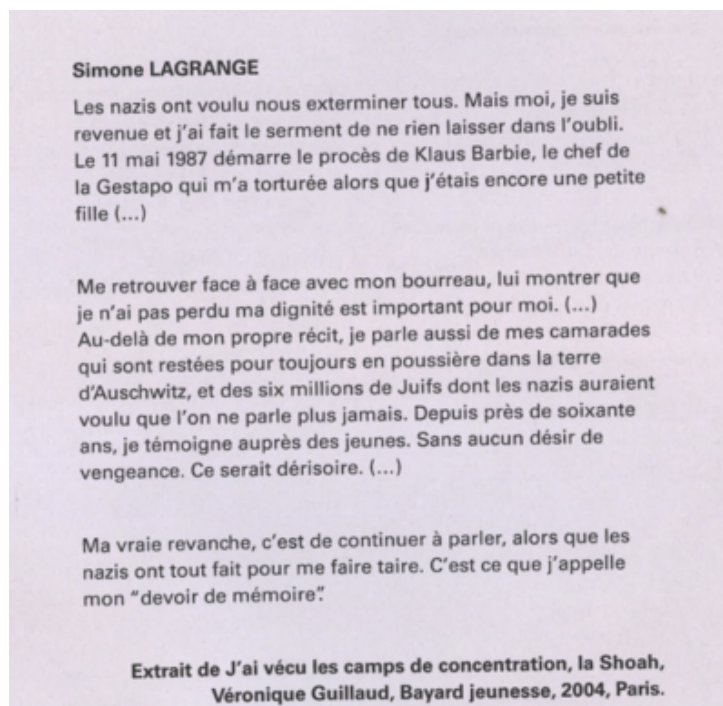 Simone LAGRANGE
Les nazis ont voulu nous exterminer tous. Mais moi, je suis
revenue et j'ai fait le serment de ne rien laisser dans l'oubli.
Le 11 mai 1987 démarre le procès de Klaus Barbie, le chef de
la Gestapo qui m'a torturée alors que j'étais encore une petite
fille (...)
Me retrouver face à face avec mon bourreau, lui montrer que
je n'ai pas perdu ma dignité est important pour moi. (...)
Au-delà de mon propre récit, je parle aussi de mes camarades
qui sont restées pour toujours en poussière dans la terre
d'Auschwitz, et des six millions de Juifs dont les nazis auraient
voulu que l'on ne parle plus jamais. Depuis près de soixante
ans, je témoigne auprès des jeunes. Sans aucun désir de
vengeance. Ce serait dérisoire. (...)
Ma vraie revanche, c'est de continuer à parler, alors que les
nazis ont tout fait pour me faire taire. C'est ce que j'appelle
mon "devoir de mémoire".
Extrait de J'ai vécu les camps de concentration, la Shoah,
Véronique Guillaud, Bayard jeunesse, 2004, Paris.